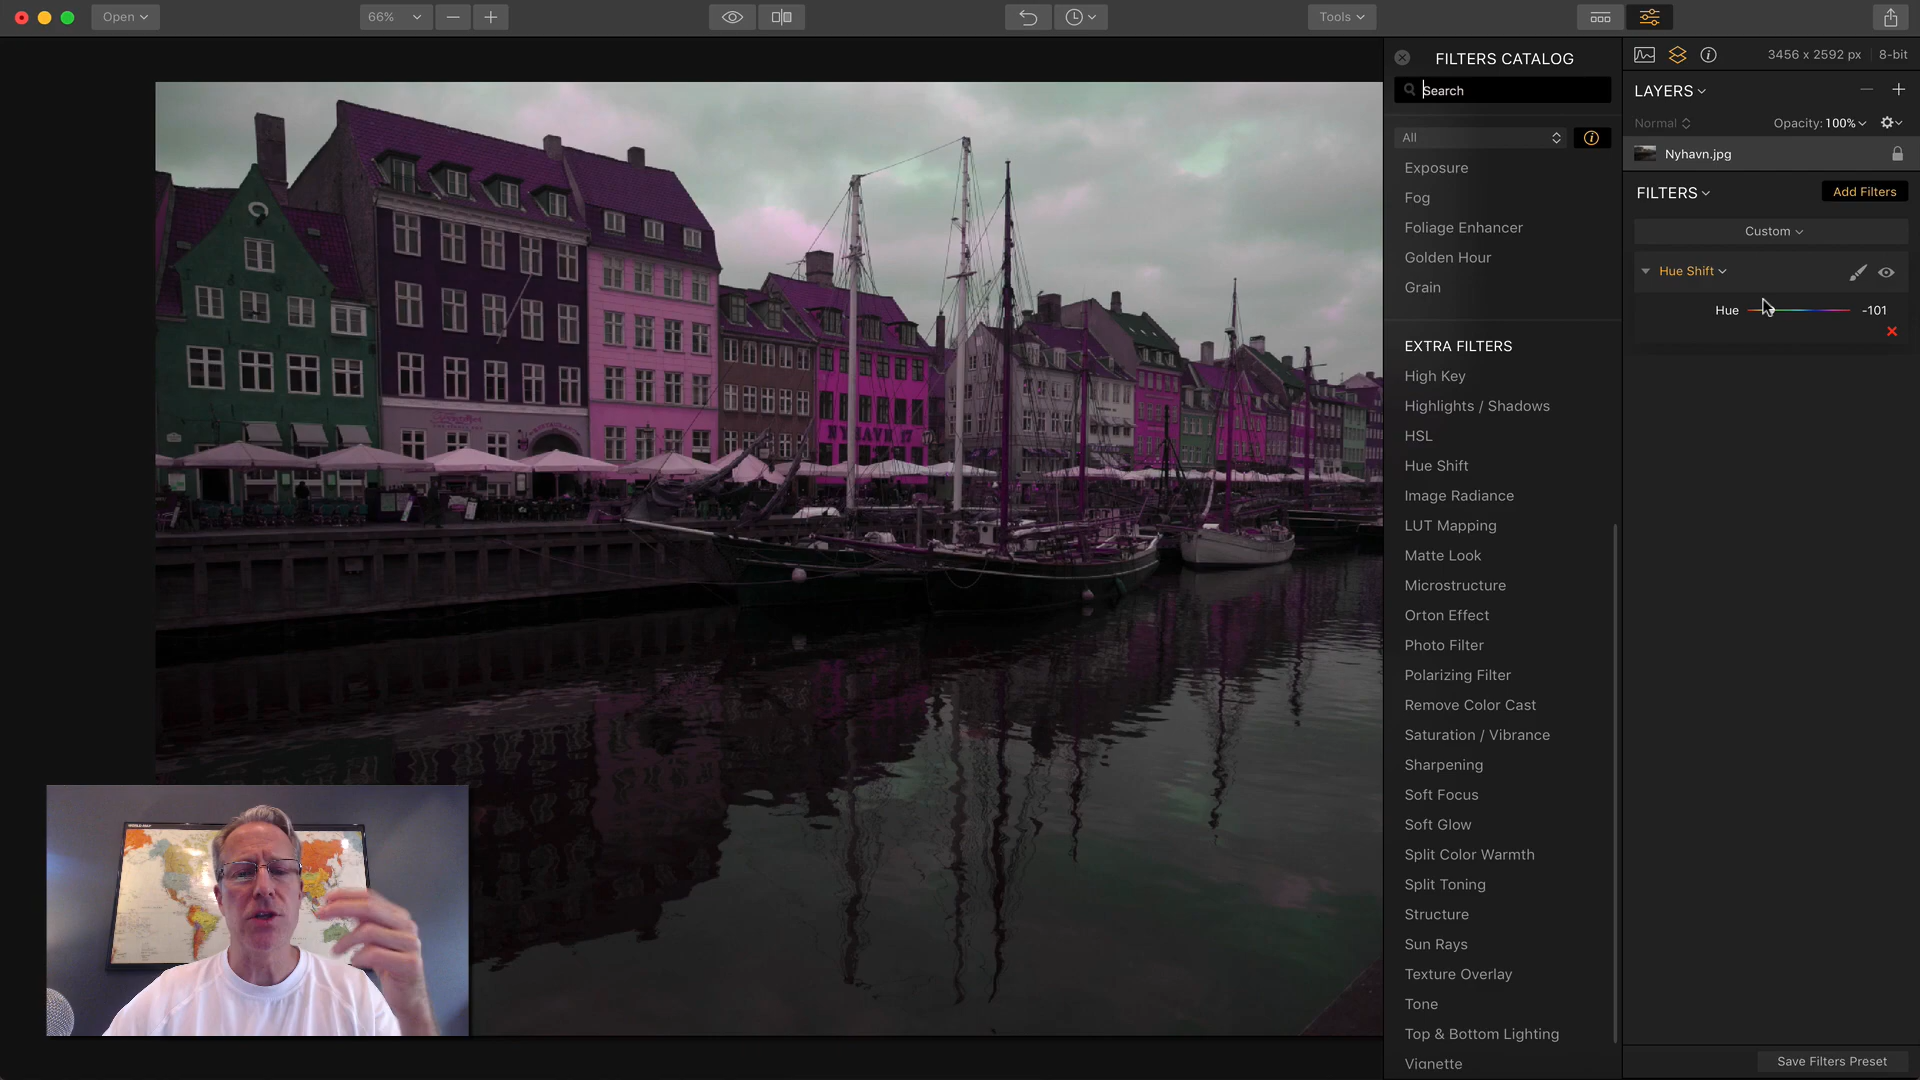 Open
66%
Tools
FILTERS CATALOG
Search
All
Exposure
Fog
Foliage Enhancer
Golden Hour
Grain
EXTRA FILTERS
High Key
Highlights / Shadows
HSL
Hue Shift
Image Radiance
LUT Mapping
Matte Look
Microstructure
Orton Effect
Photo Filter
Polarizing Filter
Remove Color Cast
Saturation / Vibrance
Sharpening
Soft Focus
Soft Glow
Split Color Warmth
Split Toning
Structure
Sun Rays
Texture Overlay
Tone
Top & Bottom Lighting
Vignette
3456 x 2592 px
8-bit
LAYERS
Normal
Opacity: 100%
Nyhavn.jpg
FILTERS
Add Filters
Custom
Hue Shift
Hue
-101
Save Filters Preset
NYHAVN 17
WORLD MAP